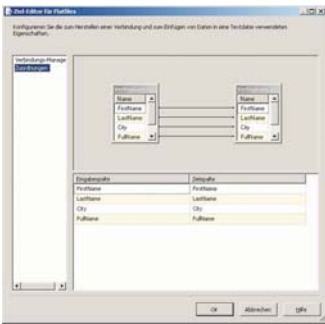 Ziel-Editor für Flatfiles
Konfigurieren Sie die zum Herstellen einer Verbindung und zum Einfügen von Daten in eine Textdatei verwendeten
Eigenschaften.
Verbindungs-Manage
Zuordnungen
Name
FirstName
LastName
City
FullName
Name
FirstName
LastName
City
FullName
Eingabespalte Zielspalte
FirstName FirstName
LastName LastName
City City
FullName FullName
OK Abbrechen Hilfe